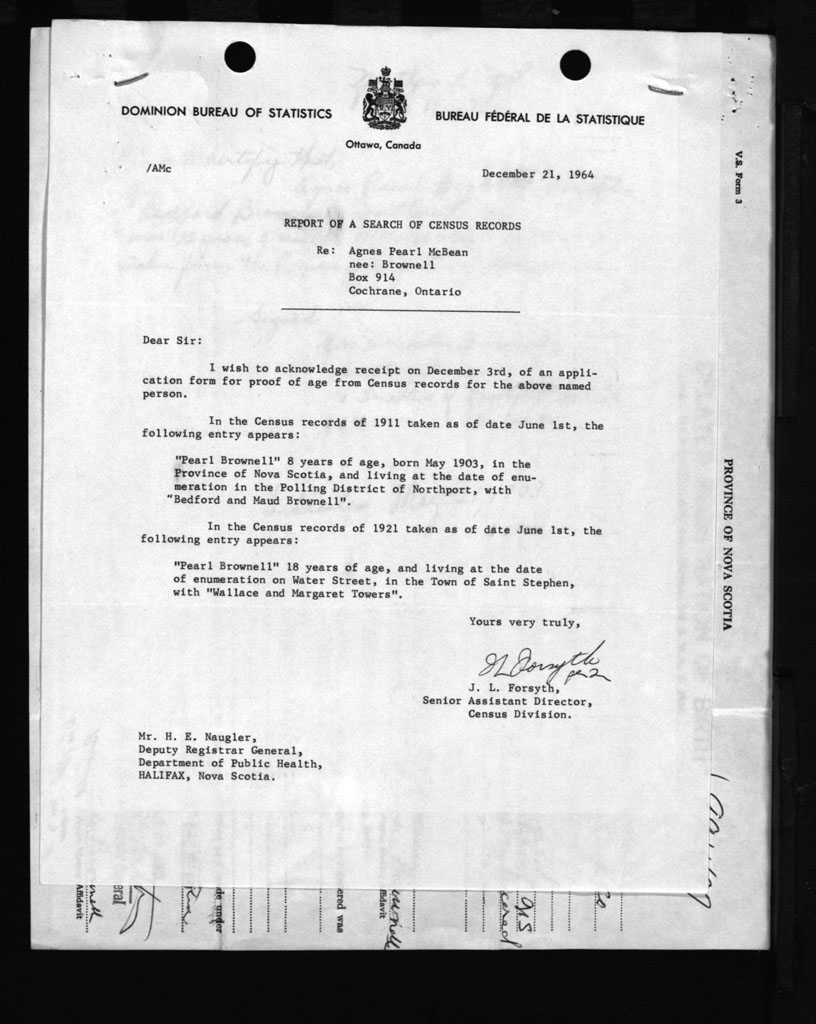 DOMINION BUREAU OF STATISTICS
BUREAU FÉDÉRAL DE LA STATISTIQUE
Ottawa, Canada
/AMc
December 21, 1964
REPORT OF A SEARCH OF CENSUS RECORDS
Re: Agnes Pearl McBean
nee: Brownell
Box 914
Cochrane, Ontario
Dear Sir:
I wish to acknowledge receipt on December 3rd, of an appli-
cation form for proof of age from Census records for the above named
person.
In the Census records of 1911 taken as of date June 1st, the
following entry appears:
"Pearl Brownell" 8 years of age, born May 1903, in the
Province of Nova Scotia, and living at the date of enu-
meration in the Polling District of Northport, with
"Bedford and Maud Brownell".
In the Census records of 1921 taken as of date June 1st, the
following entry appears:
"Pearl Brownell" 18 years of age, and living at the date
of enumeration on Water Street, in the Town of Saint Stephen,
with "Wallace and Margaret Towers".
Yours very truly,
J L Forsyth
J. L. Forsyth,
Senior Assistant Director,
Census Division.
Mr. H. E. Naugler,
Deputy Registrar General,
Department of Public Health,
HALIFAX, Nova Scotia.
V.S. Form 3
PROVINCE OF NOVA SCOTIA
Affidavit
eral
de under
ered was
ffidavit